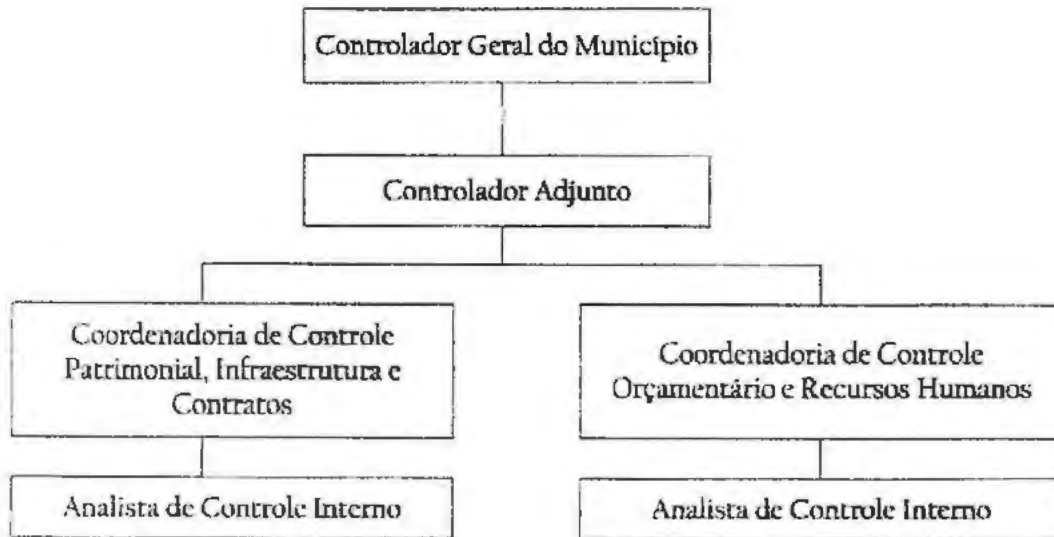 Controlador Geral do Município
Controlador Adjunto
Coordenadoria de Controle
Patrimonial, Infraestrutura e
Contratos
Coordenadoria de Controle
Orçamentário e Recursos Humanos
Analista de Controle Interno
Analista de Controle Interno